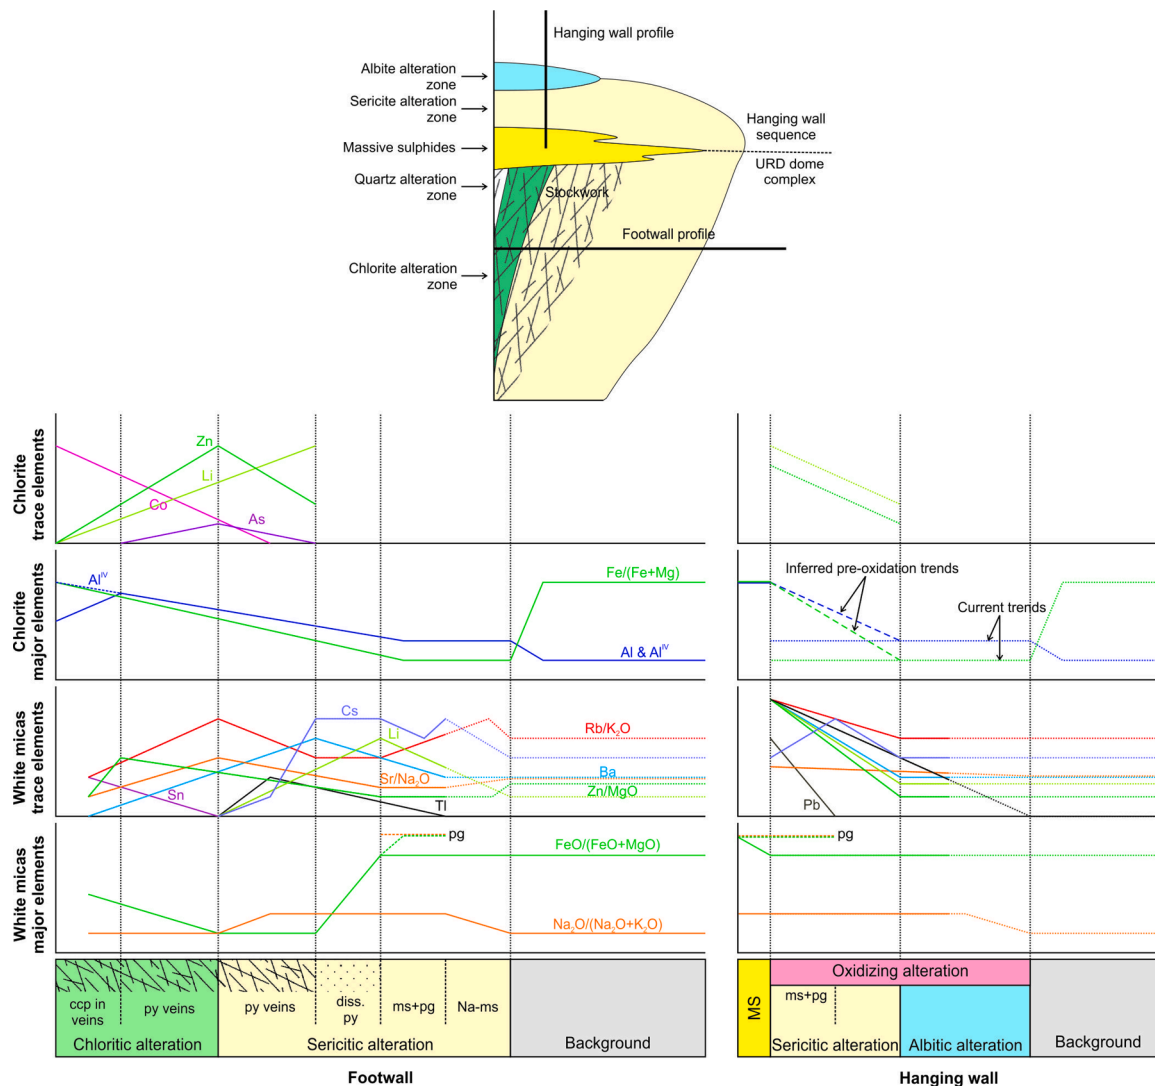 Hanging wall profile
Albite alteration
zone
Sericite alteration
zone
Massive sulphides
Quartz alteration
zone
Chlorite alteration
zone
Stockwork
Footwall profile
Hanging wall
sequence
URD dome
complex
Chlorite
trace elements
Zn
Li
Co
As
Chlorite
major elements
Al^IV
Fe/(Fe+Mg)
Al & Al^IV
Inferred pre-oxidation trends
Current trends
White micas
trace elements
Cs
Li
Rb/K₂O
Ba
Sr/Na₂O
Zn/MgO
Sn
Tl
Pb
White micas
major elements
pg
FeO/(FeO+MgO)
Na₂O/(Na₂O+K₂O)
pg
ccp in
veins
py veins
Chloritic alteration
py veins
diss.
py
ms+pg
Na-ms
Sericitic alteration
Background
Footwall
MS
Oxidizing alteration
ms+pg
Sericitic alteration
Albitic alteration
Background
Hanging wall